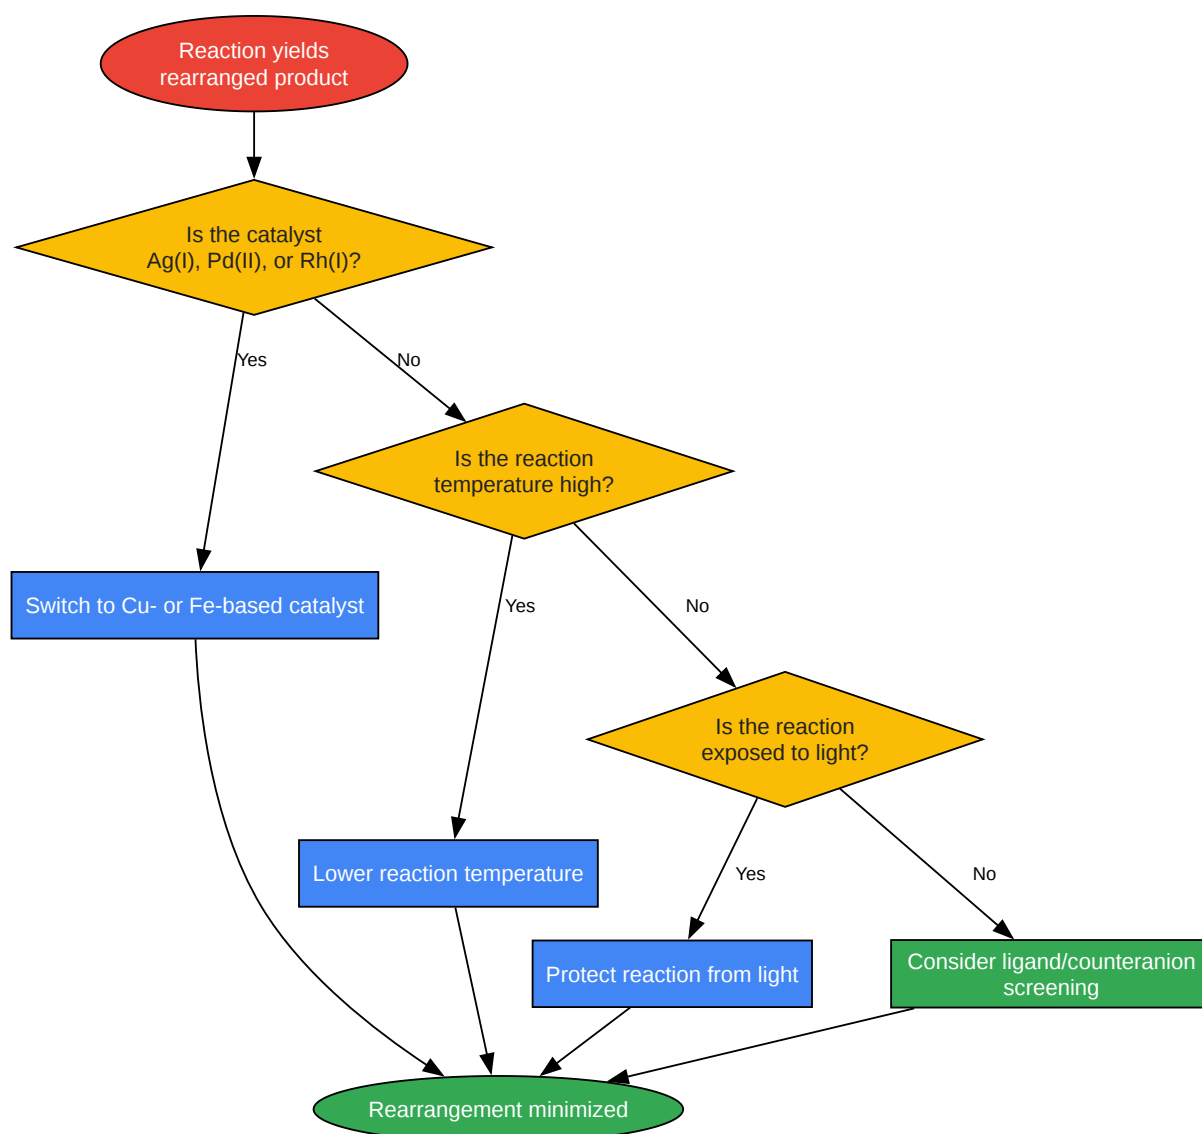 Reaction yields
rearranged product
Is the catalyst
Ag(I), Pd(II), or Rh(I)?
Yes
No
Is the reaction
temperature high?
Switch to Cu- or Fe-based catalyst
Yes
No
Is the reaction
exposed to light?
Lower reaction temperature
Yes
No
Protect reaction from light
Consider ligand/counteranion
screening
Rearrangement minimized